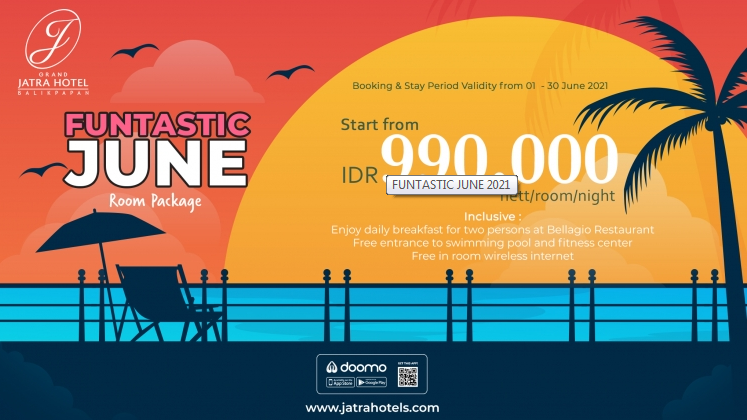 GRAND
JATRA HOTEL
BALIKPAPAN
FUNTASTIC
JUNE
Room Package
Booking & Stay Period Validity from 01 - 30 June 2021
Start from
IDR 990.000
FUNTASTIC JUNE 2021
nett/room/night
Inclusive :
Enjoy daily breakfast for two persons at Bellagio Restaurant
Free entrance to swimming pool and fitness center
Free in room wireless internet
doomo
App Store
Google Play
GET THIS APP!
www.jatrahotels.com